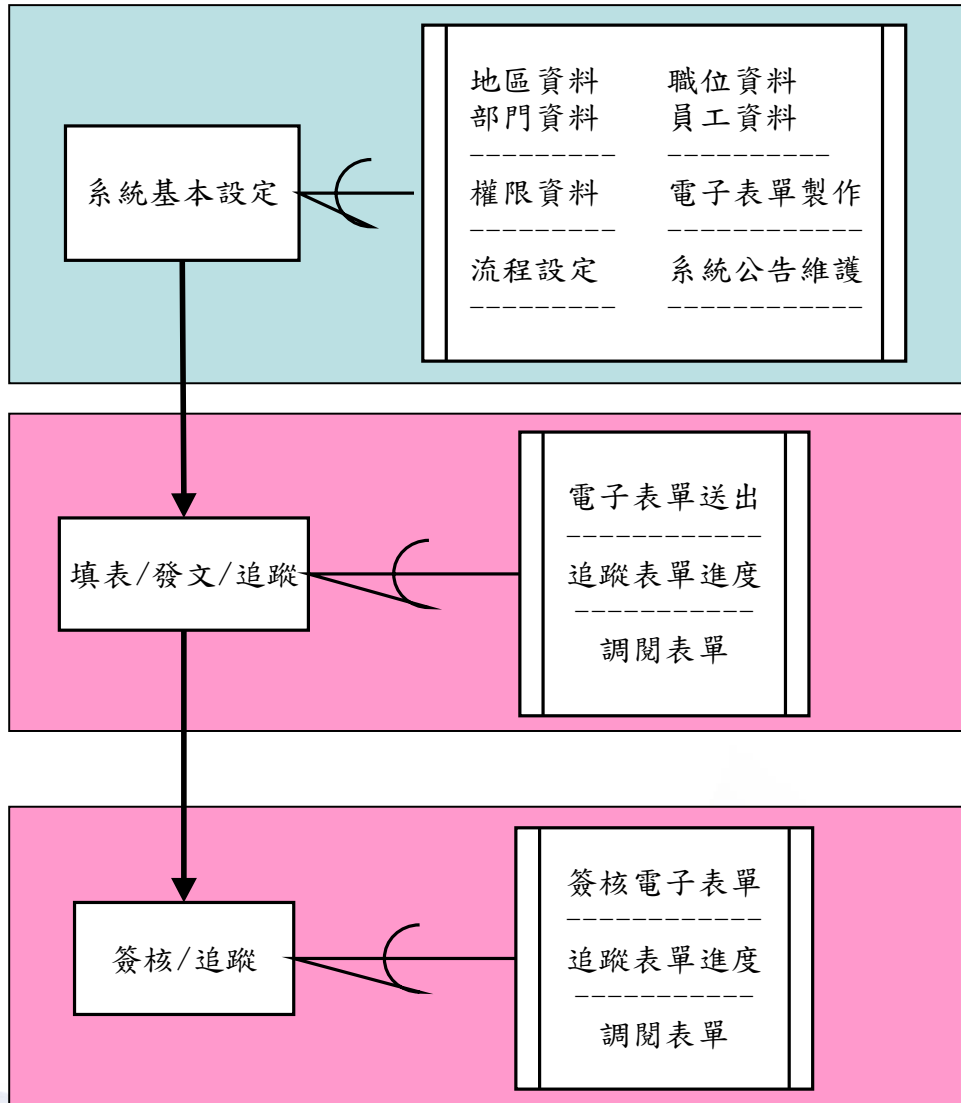 地區資料 職位資料
部門資料 員工資料
--------- ----------
系統基本設定
權限資料 電子表單製作
--------- ------------
流程設定 系統公告維護
--------- ------------
電子表單送出
------------
填表/發文/追蹤
追蹤表單進度
-----------
調閱表單
簽核電子表單
------------
簽核/追蹤
追蹤表單進度
-----------
調閱表單